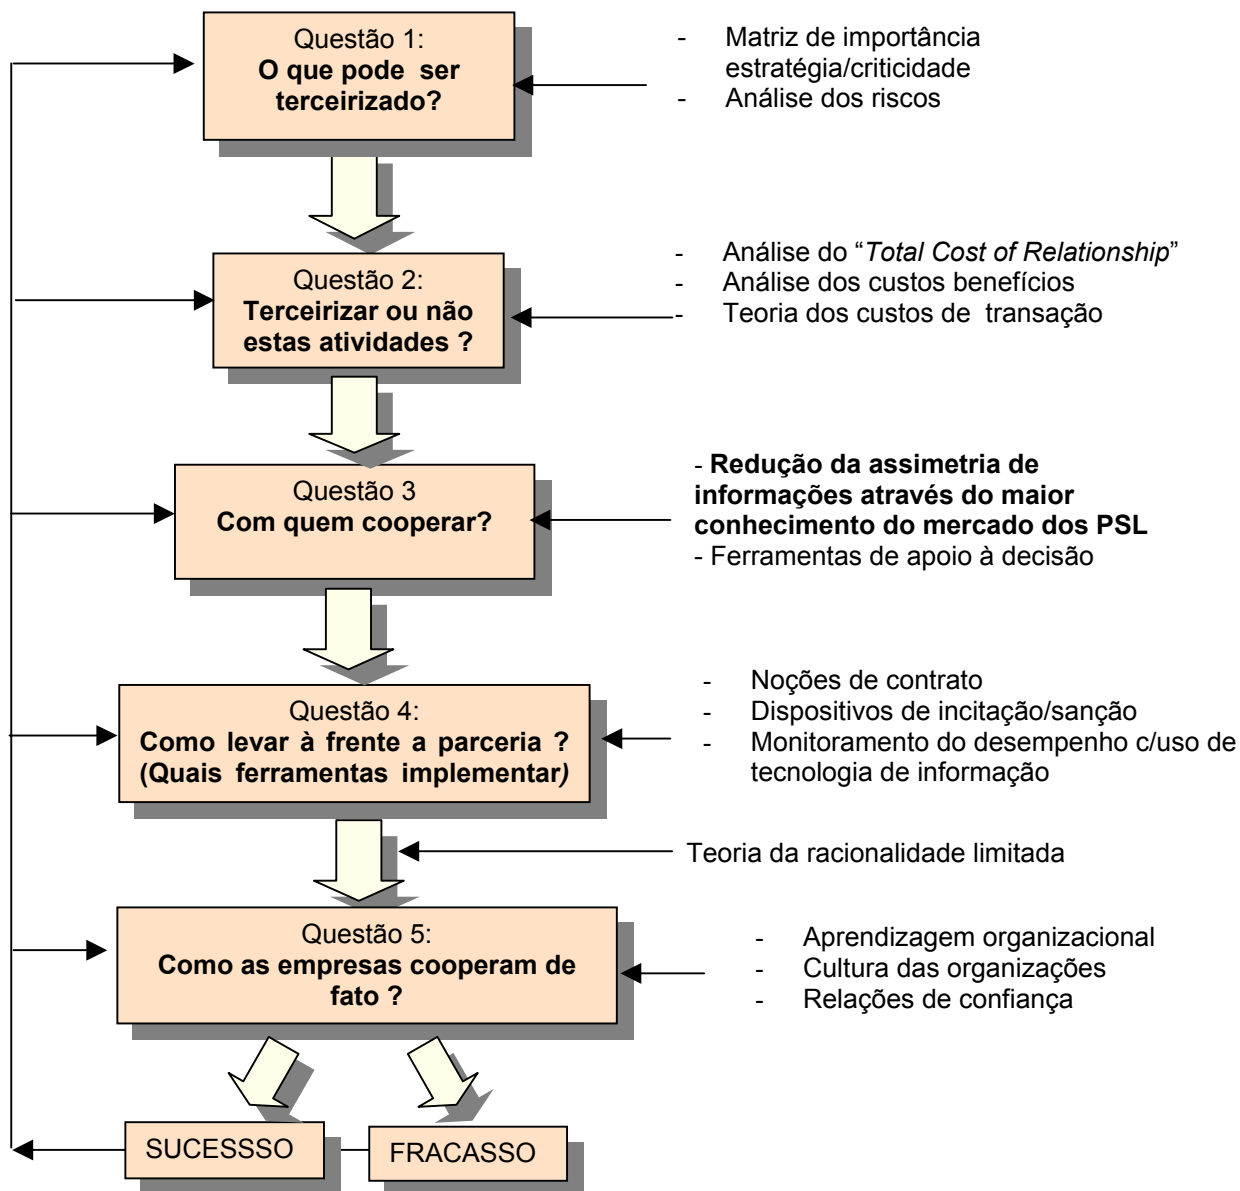 Questão 1:
O que pode ser
terceirizado?
- Matriz de importância
estratégia/criticidade
- Análise dos riscos
Questão 2:
Terceirizar ou não
estas atividades ?
- Análise do “Total Cost of Relationship”
- Análise dos custos benefícios
- Teoria dos custos de transação
Questão 3
Com quem cooperar?
- Redução da assimetria de
informações através do maior
conhecimento do mercado dos PSL
- Ferramentas de apoio à decisão
Questão 4:
Como levar à frente a parceria ?
(Quais ferramentas implementar)
- Noções de contrato
- Dispositivos de incitação/sanção
- Monitoramento do desempenho c/uso de
tecnologia de informação
Teoria da racionalidade limitada
Questão 5:
Como as empresas cooperam de
fato ?
- Aprendizagem organizacional
- Cultura das organizações
- Relações de confiança
SUCESSSO
FRACASSO